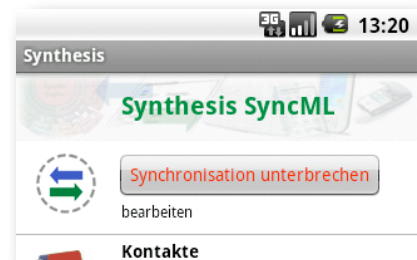 3G 13:20
Synthesis
Synthesis SyncML
Synchronisation unterbrechen
bearbeiten
Kontakte